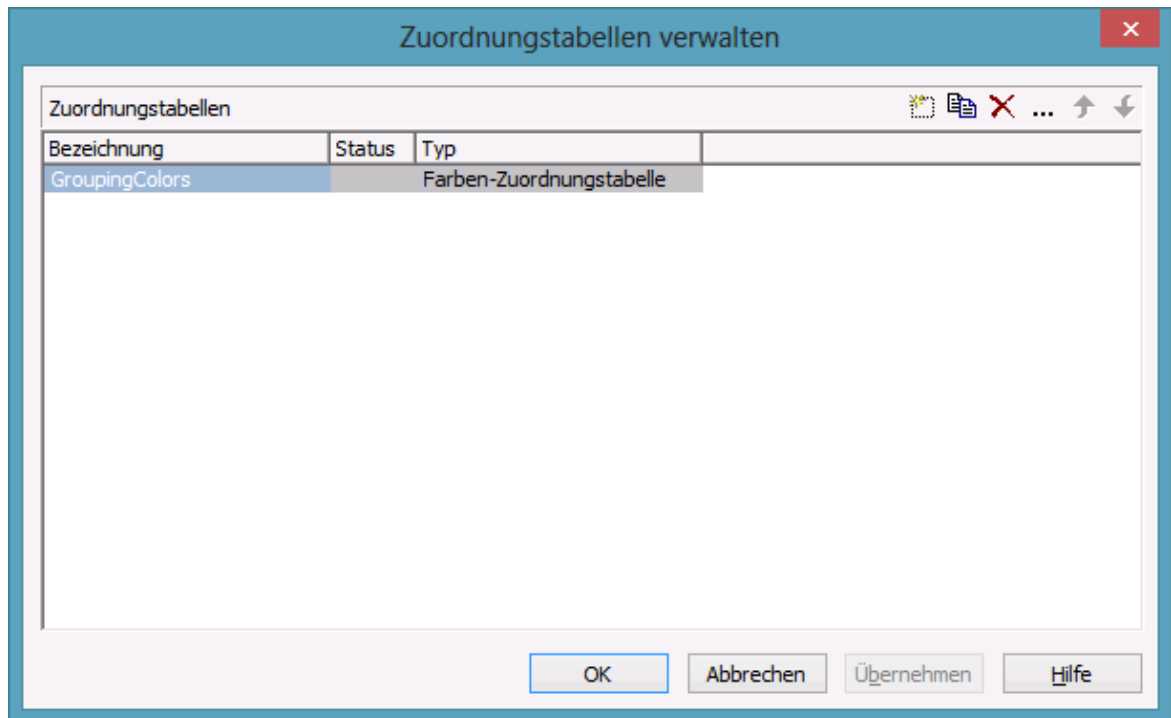 Zuordnungstabellen verwalten
Zuordnungstabellen
Bezeichnung Status Typ
GroupingColors Farben-Zuordnungstabelle
OK Abbrechen Übernehmen Hilfe